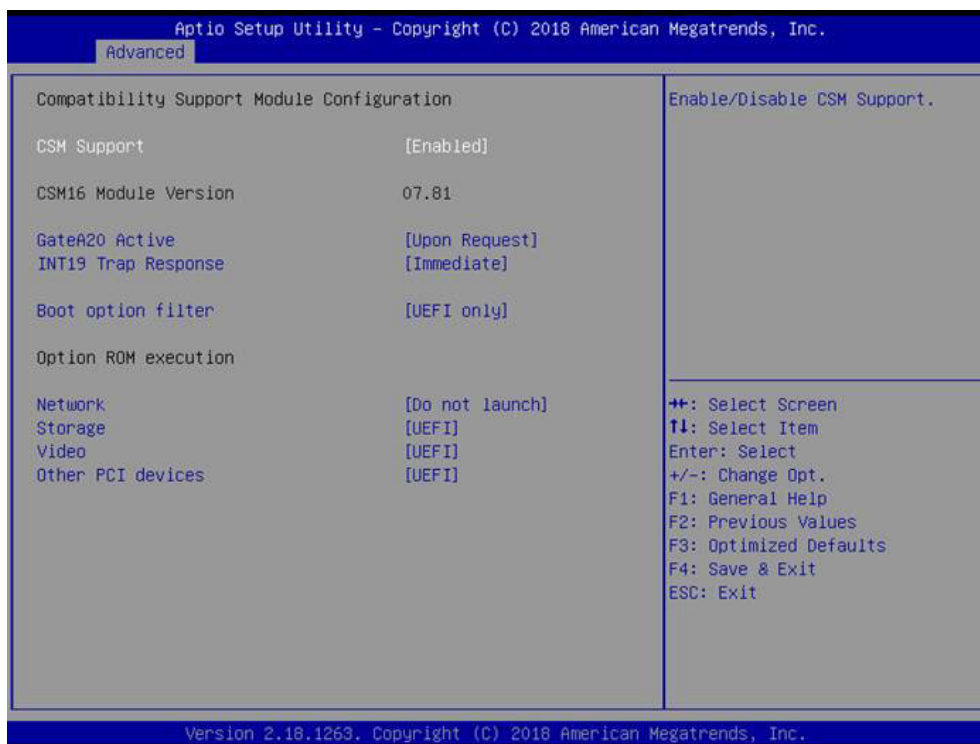 Aptio Setup Utility – Copyright (C) 2018 American Megatrends, Inc.
Advanced
Compatibility Support Module Configuration
CSM Support [Enabled]
CSM16 Module Version 07.81
GateA20 Active [Upon Request]
INT19 Trap Response [Immediate]
Boot option filter [UEFI only]
Option ROM execution
Network [Do not launch]
Storage [UEFI]
Video [UEFI]
Other PCI devices [UEFI]
Enable/Disable CSM Support.
→←: Select Screen
↑↓: Select Item
Enter: Select
+/-: Change Opt.
F1: General Help
F2: Previous Values
F3: Optimized Defaults
F4: Save & Exit
ESC: Exit
Version 2.18.1263. Copyright (C) 2018 American Megatrends, Inc.